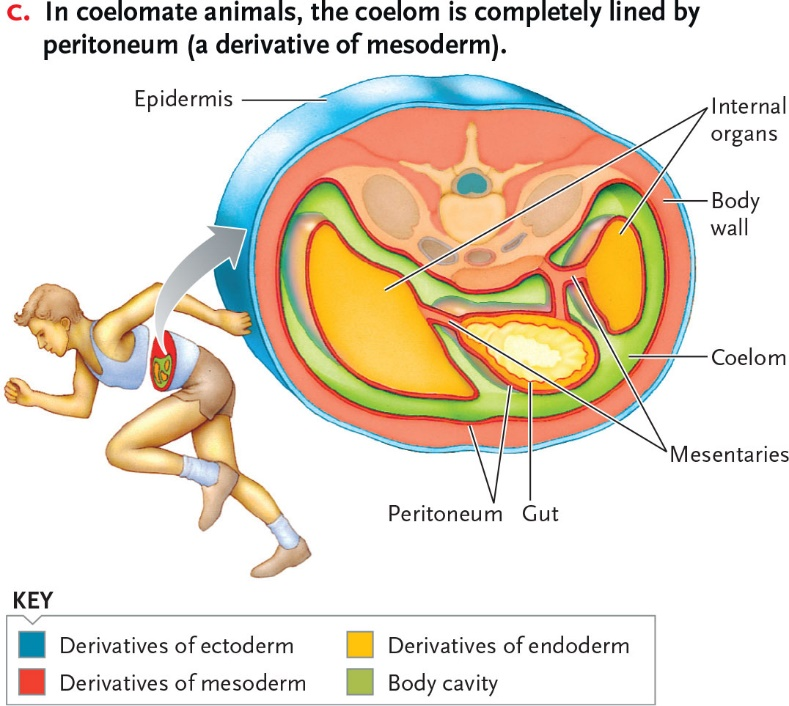 c. In coelomate animals, the coelom is completely lined by
peritoneum (a derivative of mesoderm).
Epidermis
Internal
organs
Body
wall
Coelom
Mesentaries
Peritoneum
Gut
KEY
Derivatives of ectoderm
Derivatives of endoderm
Derivatives of mesoderm
Body cavity